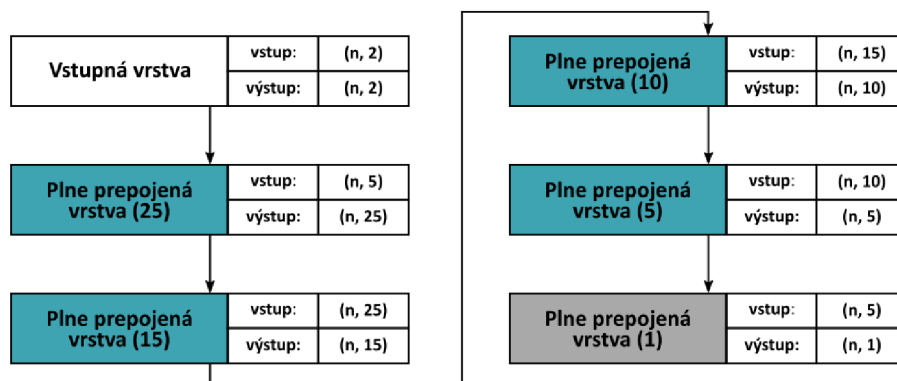 Vstupná vrstva
vstup: (n, 2)
výstup: (n, 2)
Plne prepojená
vrstva (25)
vstup: (n, 5)
výstup: (n, 25)
Plne prepojená
vrstva (15)
vstup: (n, 25)
výstup: (n, 15)
Plne prepojená
vrstva (10)
vstup: (n, 15)
výstup: (n, 10)
Plne prepojená
vrstva (5)
vstup: (n, 10)
výstup: (n, 5)
Plne prepojená
vrstva (1)
vstup: (n, 5)
výstup: (n, 1)